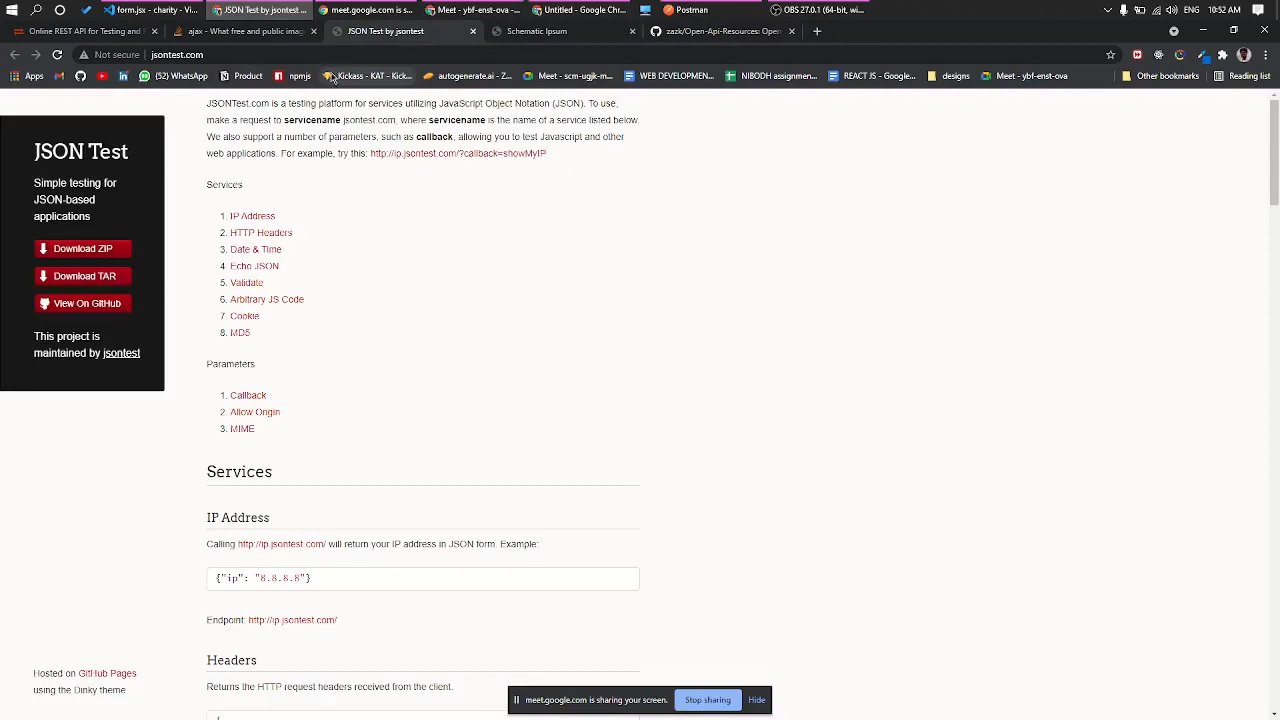 form.jsx - charity - Vi...
JSON Test by jsontest ...
meet.google.com is s...
Meet - ybf-enst-ova - ...
Untitled - Google Chr...
Postman
OBS 27.0.1 (64-bit, wi...
ENG
10:52 AM
Online REST API for Testing and
ajax - What free and public imag
JSON Test by jsontest
Schematic Ipsum
zakd/Open-Api-Resources: Open
Not secure
jsontest.com
Apps
(52) WhatsApp
Product
npmjs
Kickass - KAT - Kick...
autogenerate.ai - Z...
Meet - scm-ugjk-m...
WEB DEVELOPMEN...
NIBOCH assignment...
REACT JS - Google...
designs
Meet - ybf-enst-ova
Other bookmarks
Reading list
JSON Test
Simple testing for
JSON-based
applications
Download ZIP
Download TAR
View On GitHub
This project is
maintained by jsontest
Hosted on GitHub Pages
using the Dinky theme
JSONTest.com is a testing platform for services utilizing JavaScript Object Notation (JSON). To use,
make a request to servicename.jsontest.com, where servicename is the name of a service listed below.
We also support a number of parameters, such as callback, allowing you to test Javascript and other
web applications. For example, try this: http://ip.jsontest.com/?callback=showMyIP
Services
1. IP Address
2. HTTP Headers
3. Date & Time
4. Echo JSON
5. Validate
6. Arbitrary JS Code
7. Cookie
8. MD5
Parameters
1. Callback
2. Allow Origin
3. MIME
Services
IP Address
Calling http://ip.jsontest.com/ will return your IP address in JSON form. Example:
{"ip": "8.8.8.8"}
Endpoint: http://ip.jsontest.com/
Headers
Returns the HTTP request headers received from the client.
{
meet.google.com is sharing your screen.
Stop sharing
Hide